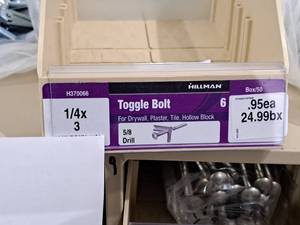 H370066
HILLMAN
Box/50
1/4x
3
Toggle Bolt
6
For Drywall, Plaster, Tile, Hollow Block
5/8
Drill
.95ea
24.99bx